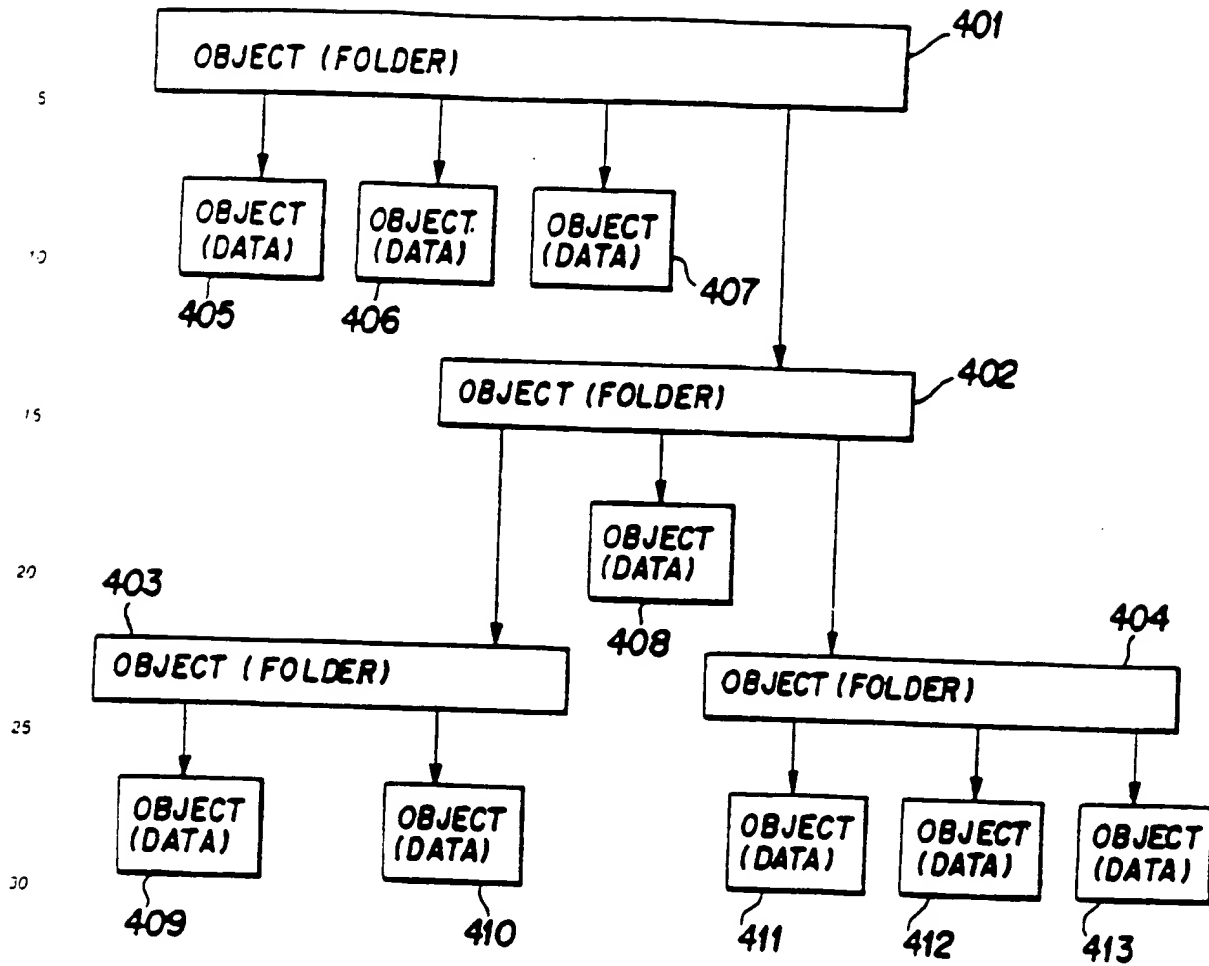 401
OBJECT (FOLDER)
5
OBJECT
(DATA)
OBJECT.
(DATA)
OBJECT
(DATA)
10
405
406
407
OBJECT (FOLDER)
402
15
OBJECT
(DATA)
20
403
408
404
OBJECT (FOLDER)
OBJECT (FOLDER)
25
OBJECT
(DATA)
OBJECT
(DATA)
OBJECT
(DATA)
OBJECT
(DATA)
OBJECT
(DATA)
30
409
410
411
412
413